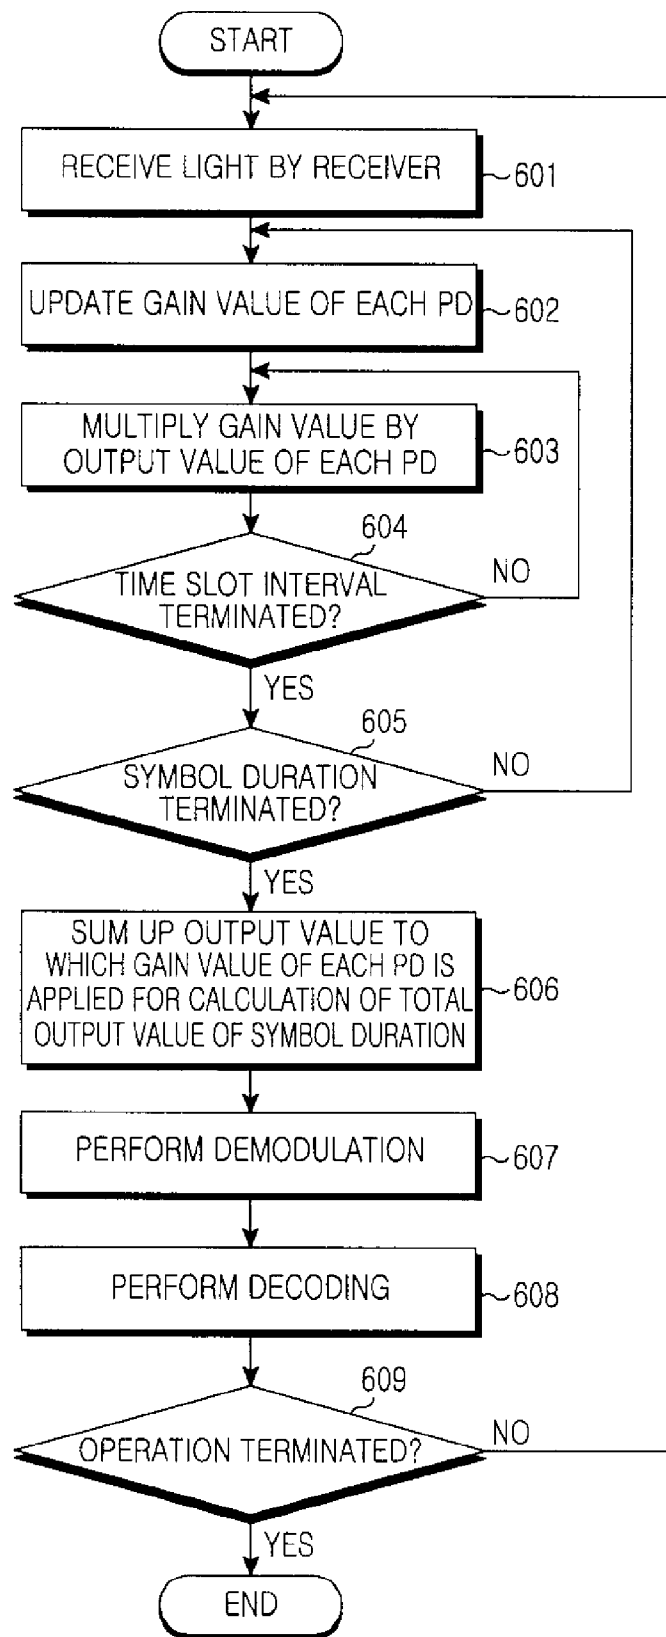 START
RECEIVE LIGHT BY RECEIVER
601
UPDATE GAIN VALUE OF EACH PD
602
MULTIPLY GAIN VALUE BY
OUTPUT VALUE OF EACH PD
603
604
TIME SLOT INTERVAL
TERMINATED?
NO
YES
605
SYMBOL DURATION
TERMINATED?
NO
YES
SUM UP OUTPUT VALUE TO
WHICH GAIN VALUE OF EACH PD IS
APPLIED FOR CALCULATION OF TOTAL
OUTPUT VALUE OF SYMBOL DURATION
606
PERFORM DEMODULATION
607
PERFORM DECODING
608
609
OPERATION TERMINATED?
NO
YES
END